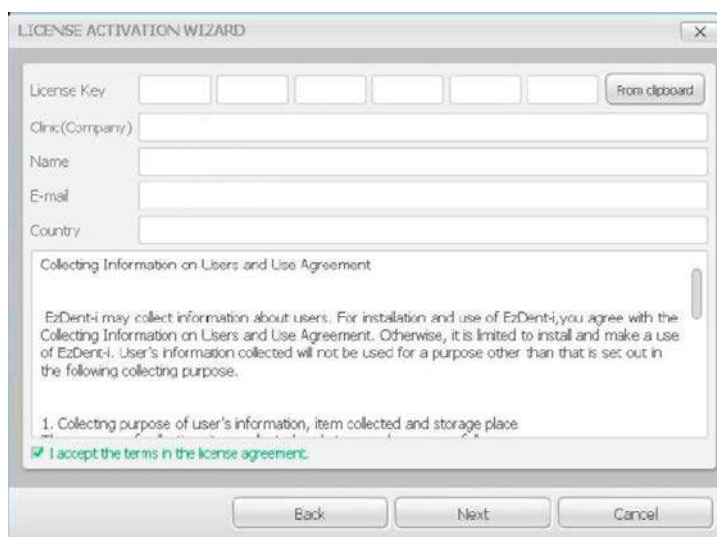 LICENSE ACTIVATION WIZARD
License Key
From clipboard
Clinic(Company)
Name
E-mail
Country
Collecting Information on Users and Use Agreement
EzDent-i may collect information about users. For installation and use of EzDent-i,you agree with the
Collecting Information on Users and Use Agreement. Otherwise, it is limited to install and make a use
of EzDent-i. User's information collected will not be used for a purpose other than that is set out in
the following collecting purpose.
1. Collecting purpose of user's information, item collected and storage place
I accept the terms in the license agreement.
Back
Next
Cancel